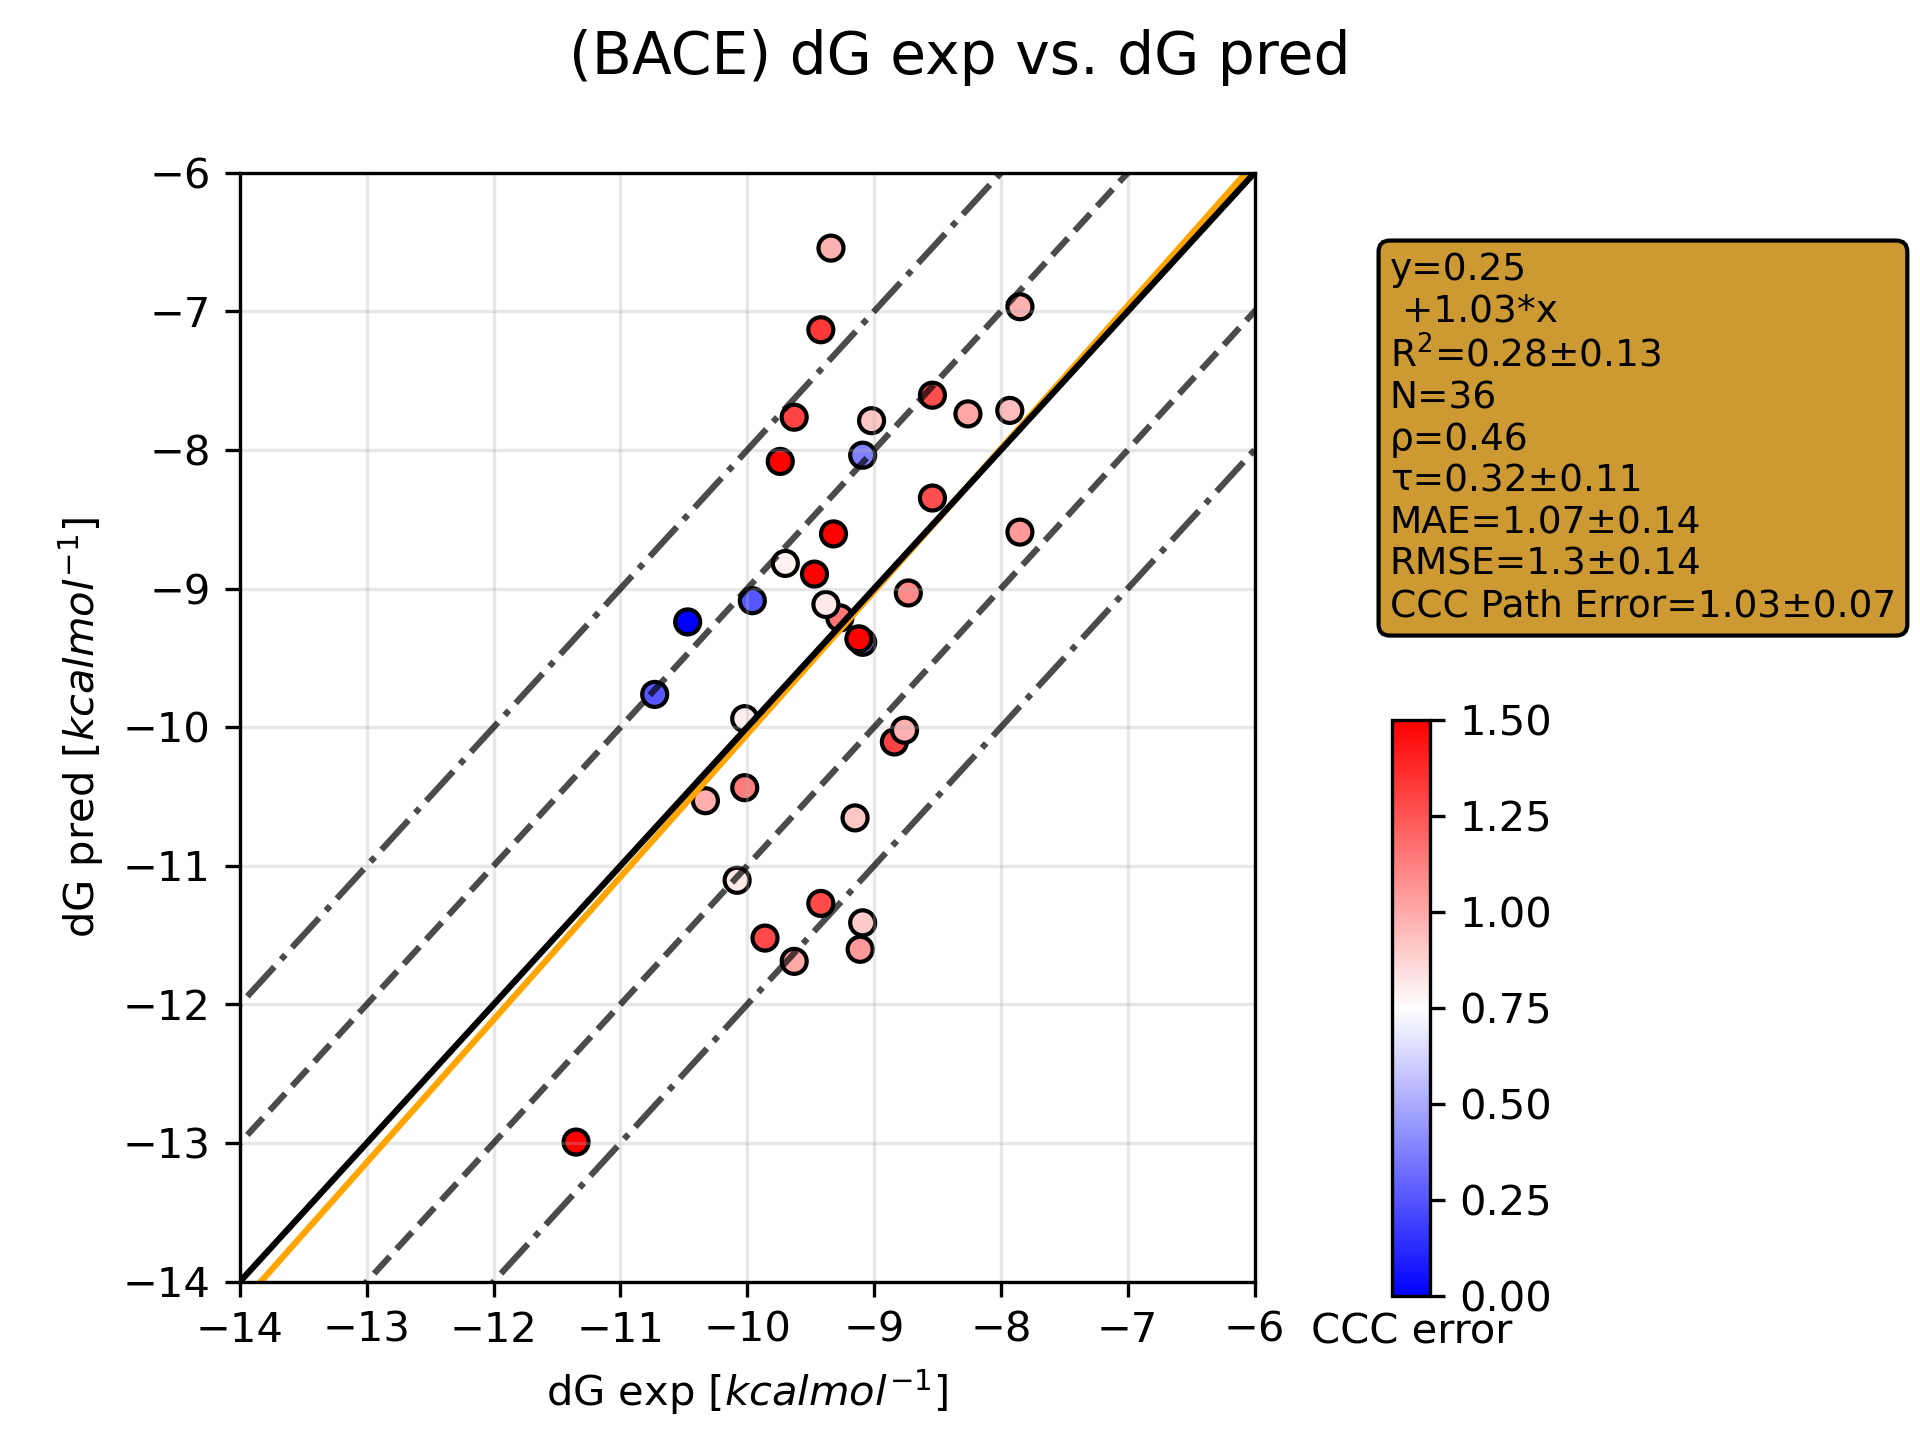 (BACE) dG exp vs. dG pred
−6
−7
−8
−9
−10
−11
−12
−13
−14
dG pred [kcalmol⁻¹]
−14 −13 −12 −11 −10 −9 −8 −7 −6
dG exp [kcalmol⁻¹]
y=0.25
+1.03*x
R²=0.28±0.13
N=36
ρ=0.46
τ=0.32±0.11
MAE=1.07±0.14
RMSE=1.3±0.14
CCC Path Error=1.03±0.07
1.50
1.25
1.00
0.75
0.50
0.25
0.00
CCC error